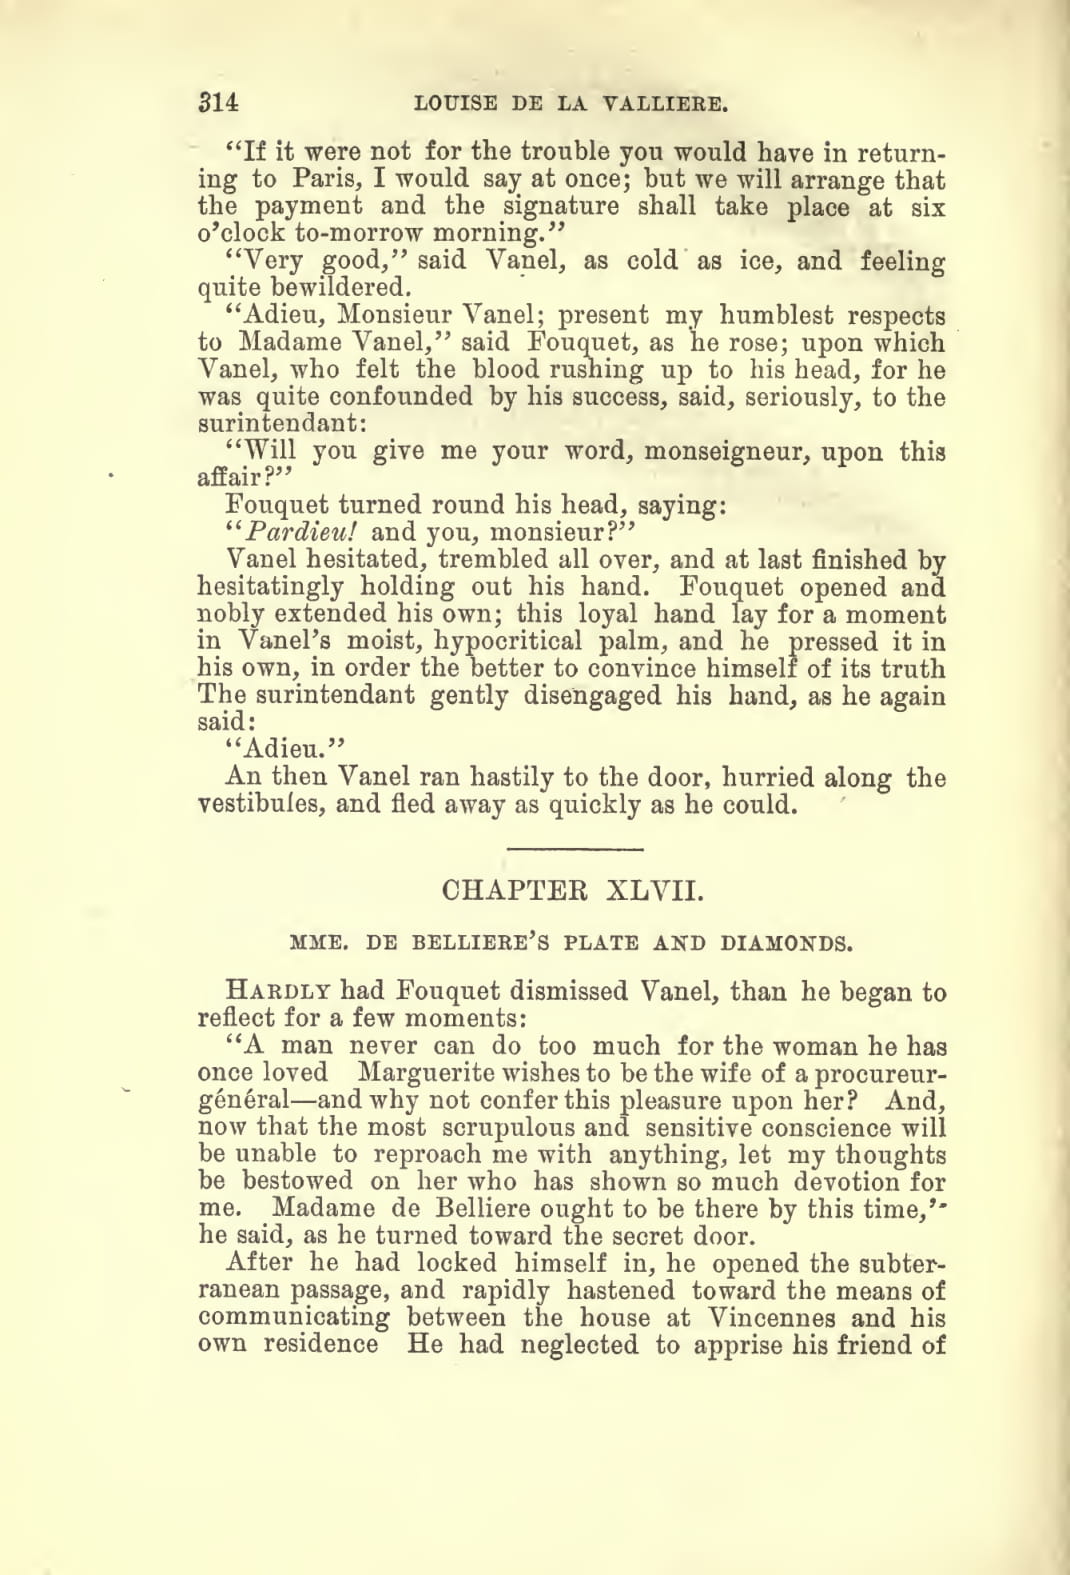 314 LOUISE DE LA VALLIERE.
"If it were not for the trouble you would have in return-
ing to Paris, I would say at once; but we will arrange that
the payment and the signature shall take place at six
o'clock to-morrow morning."
"Very good," said Vanel, as cold as ice, and feeling
quite bewildered.
"Adieu, Monsieur Vanel; present my humblest respects
to Madame Vanel," said Fouquet, as he rose; upon which
Vanel, who felt the blood rushing up to his head, for he
was quite confounded by his success, said, seriously, to the
surintendant:
"Will you give me your word, monseigneur, upon this
affair?"
Fouquet turned round his head, saying:
"Pardieu! and you, monsieur?"
Vanel hesitated, trembled all over, and at last finished by
hesitatingly holding out his hand. Fouquet opened and
nobly extended his own; this loyal hand lay for a moment
in Vanel's moist, hypocritical palm, and he pressed it in
his own, in order the better to convince himself of its truth
The surintendant gently disengaged his hand, as he again
said:
"Adieu."
An then Vanel ran hastily to the door, hurried along the
vestibules, and fled away as quickly as he could.
CHAPTER XLVII.
MME. DE BELLIERE'S PLATE AND DIAMONDS.
HARDLY had Fouquet dismissed Vanel, than he began to
reflect for a few moments:
"A man never can do too much for the woman he has
once loved Marguerite wishes to be the wife of a procureur-
général—and why not confer this pleasure upon her? And,
now that the most scrupulous and sensitive conscience will
be unable to reproach me with anything, let my thoughts
be bestowed on her who has shown so much devotion for
me. Madame de Belliere ought to be there by this time,"
he said, as he turned toward the secret door.
After he had locked himself in, he opened the subter-
ranean passage, and rapidly hastened toward the means of
communicating between the house at Vincennes and his
own residence He had neglected to apprise his friend of